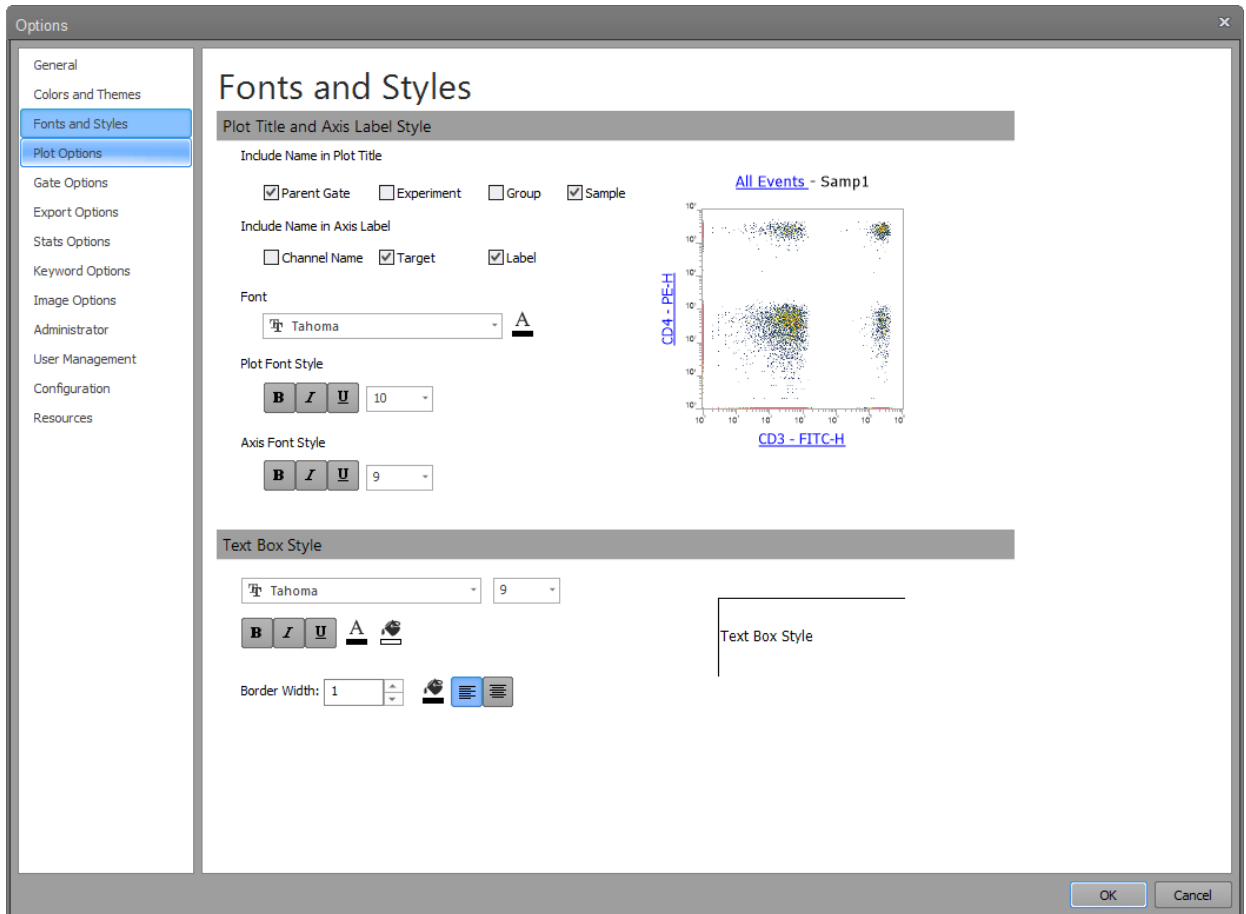 Options
General
Colors and Themes
Fonts and Styles
Plot Options
Gate Options
Export Options
Stats Options
Keyword Options
Image Options
Administrator
User Management
Configuration
Resources
Fonts and Styles
Plot Title and Axis Label Style
Include Name in Plot Title
Parent Gate Experiment Group Sample
Include Name in Axis Label
Channel Name Target Label
Font
Tahoma A
Plot Font Style
B I U 10
Axis Font Style
B I U 9
All Events - Samp1
CD4 - PE-H
CD3 - FITC-H
Text Box Style
Tahoma 9
B I U A
Border Width: 1
Text Box Style
OK Cancel